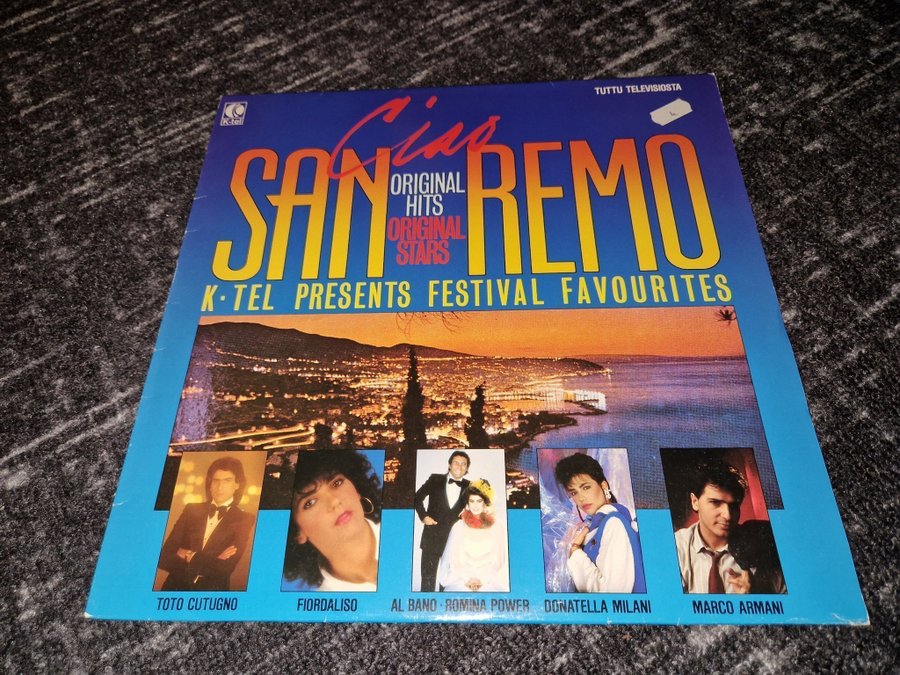 K-tel
TUTTU TELEVISIOSTA
Ciao
SAN REMO
ORIGINAL
HITS
ORIGINAL
STARS
K·TEL PRESENTS FESTIVAL FAVOURITES
TOTO CUTUGNO
FIORDALISO
AL BANO · ROMINA POWER
DONATELLA MILANI
MARCO ARMANI